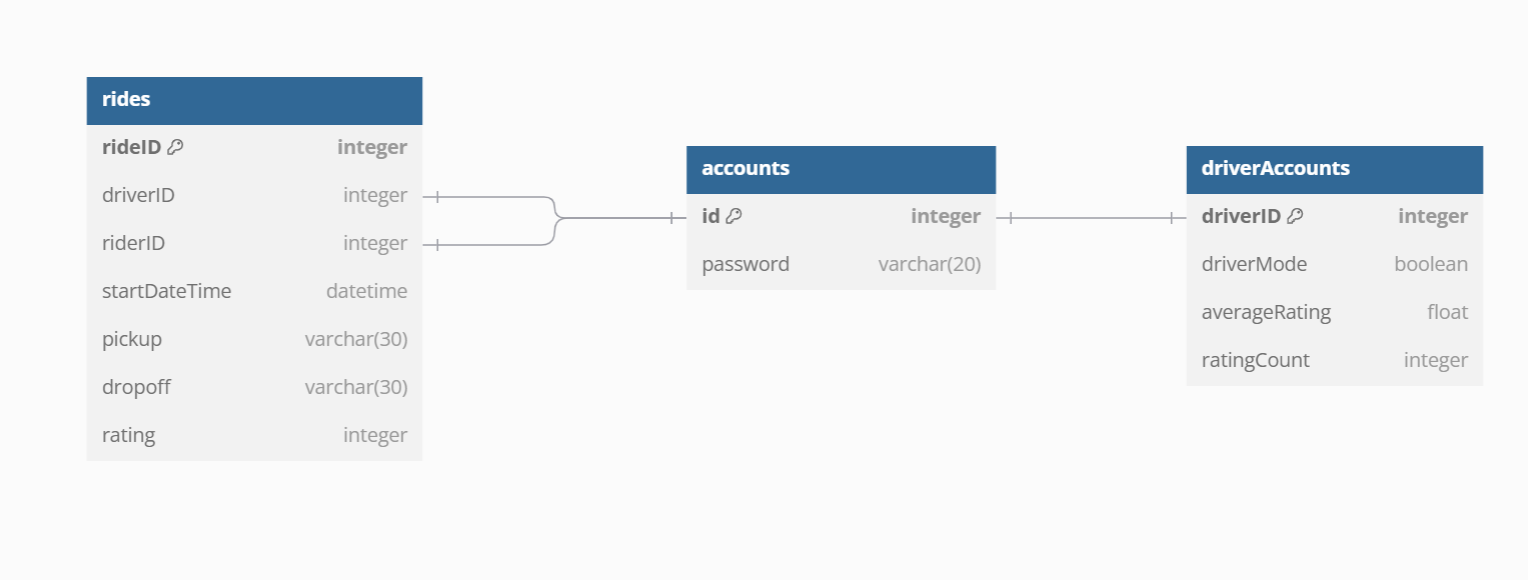 rides
rideID integer
driverID integer
riderID integer
startDateTime datetime
pickup varchar(30)
dropoff varchar(30)
rating integer
accounts
id integer
password varchar(20)
driverAccounts
driverID integer
driverMode boolean
averageRating float
ratingCount integer